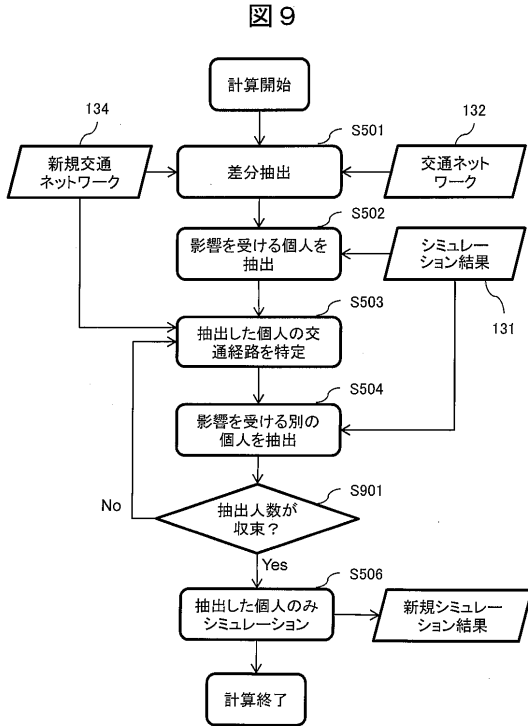 図9
計算開始
134
新規交通
ネットワーク
S501
差分抽出
132
交通ネット
ワーク
S502
影響を受ける個人を
抽出
シミュレー
ション結果
131
S503
抽出した個人の交
通経路を特定
S504
影響を受ける別の
個人を抽出
S901
抽出人数が
収束?
No
Yes
S506
抽出した個人のみ
シミュレーション
新規シミュレー
ション結果
計算終了